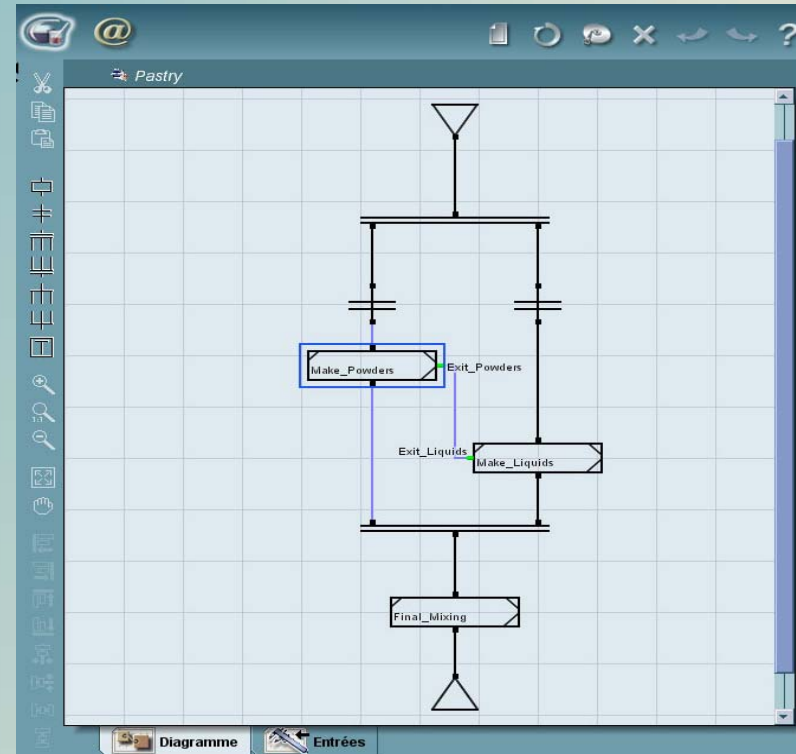 @
?
Pastry
Make_Powders
Exit_Powders
Exit_Liquids
Make_Liquids
Final_Mixing
Diagramme
Entrées